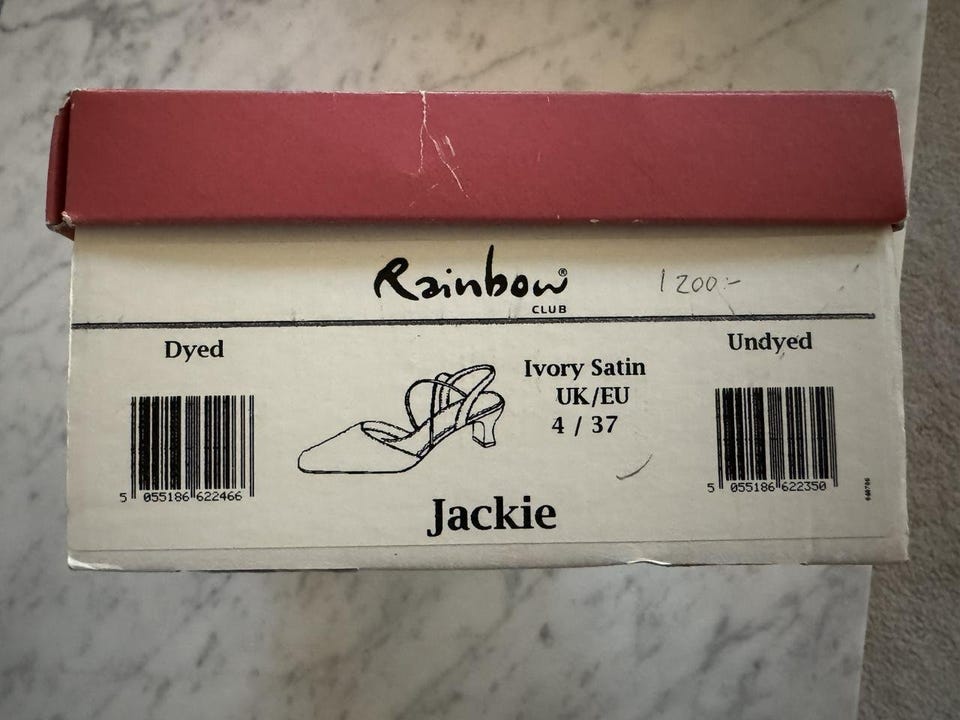 Rainbow®
CLUB
1200:-
Dyed
Undyed
Ivory Satin
UK/EU
4 / 37
5 055186 622466
5 055186 622350
Jackie